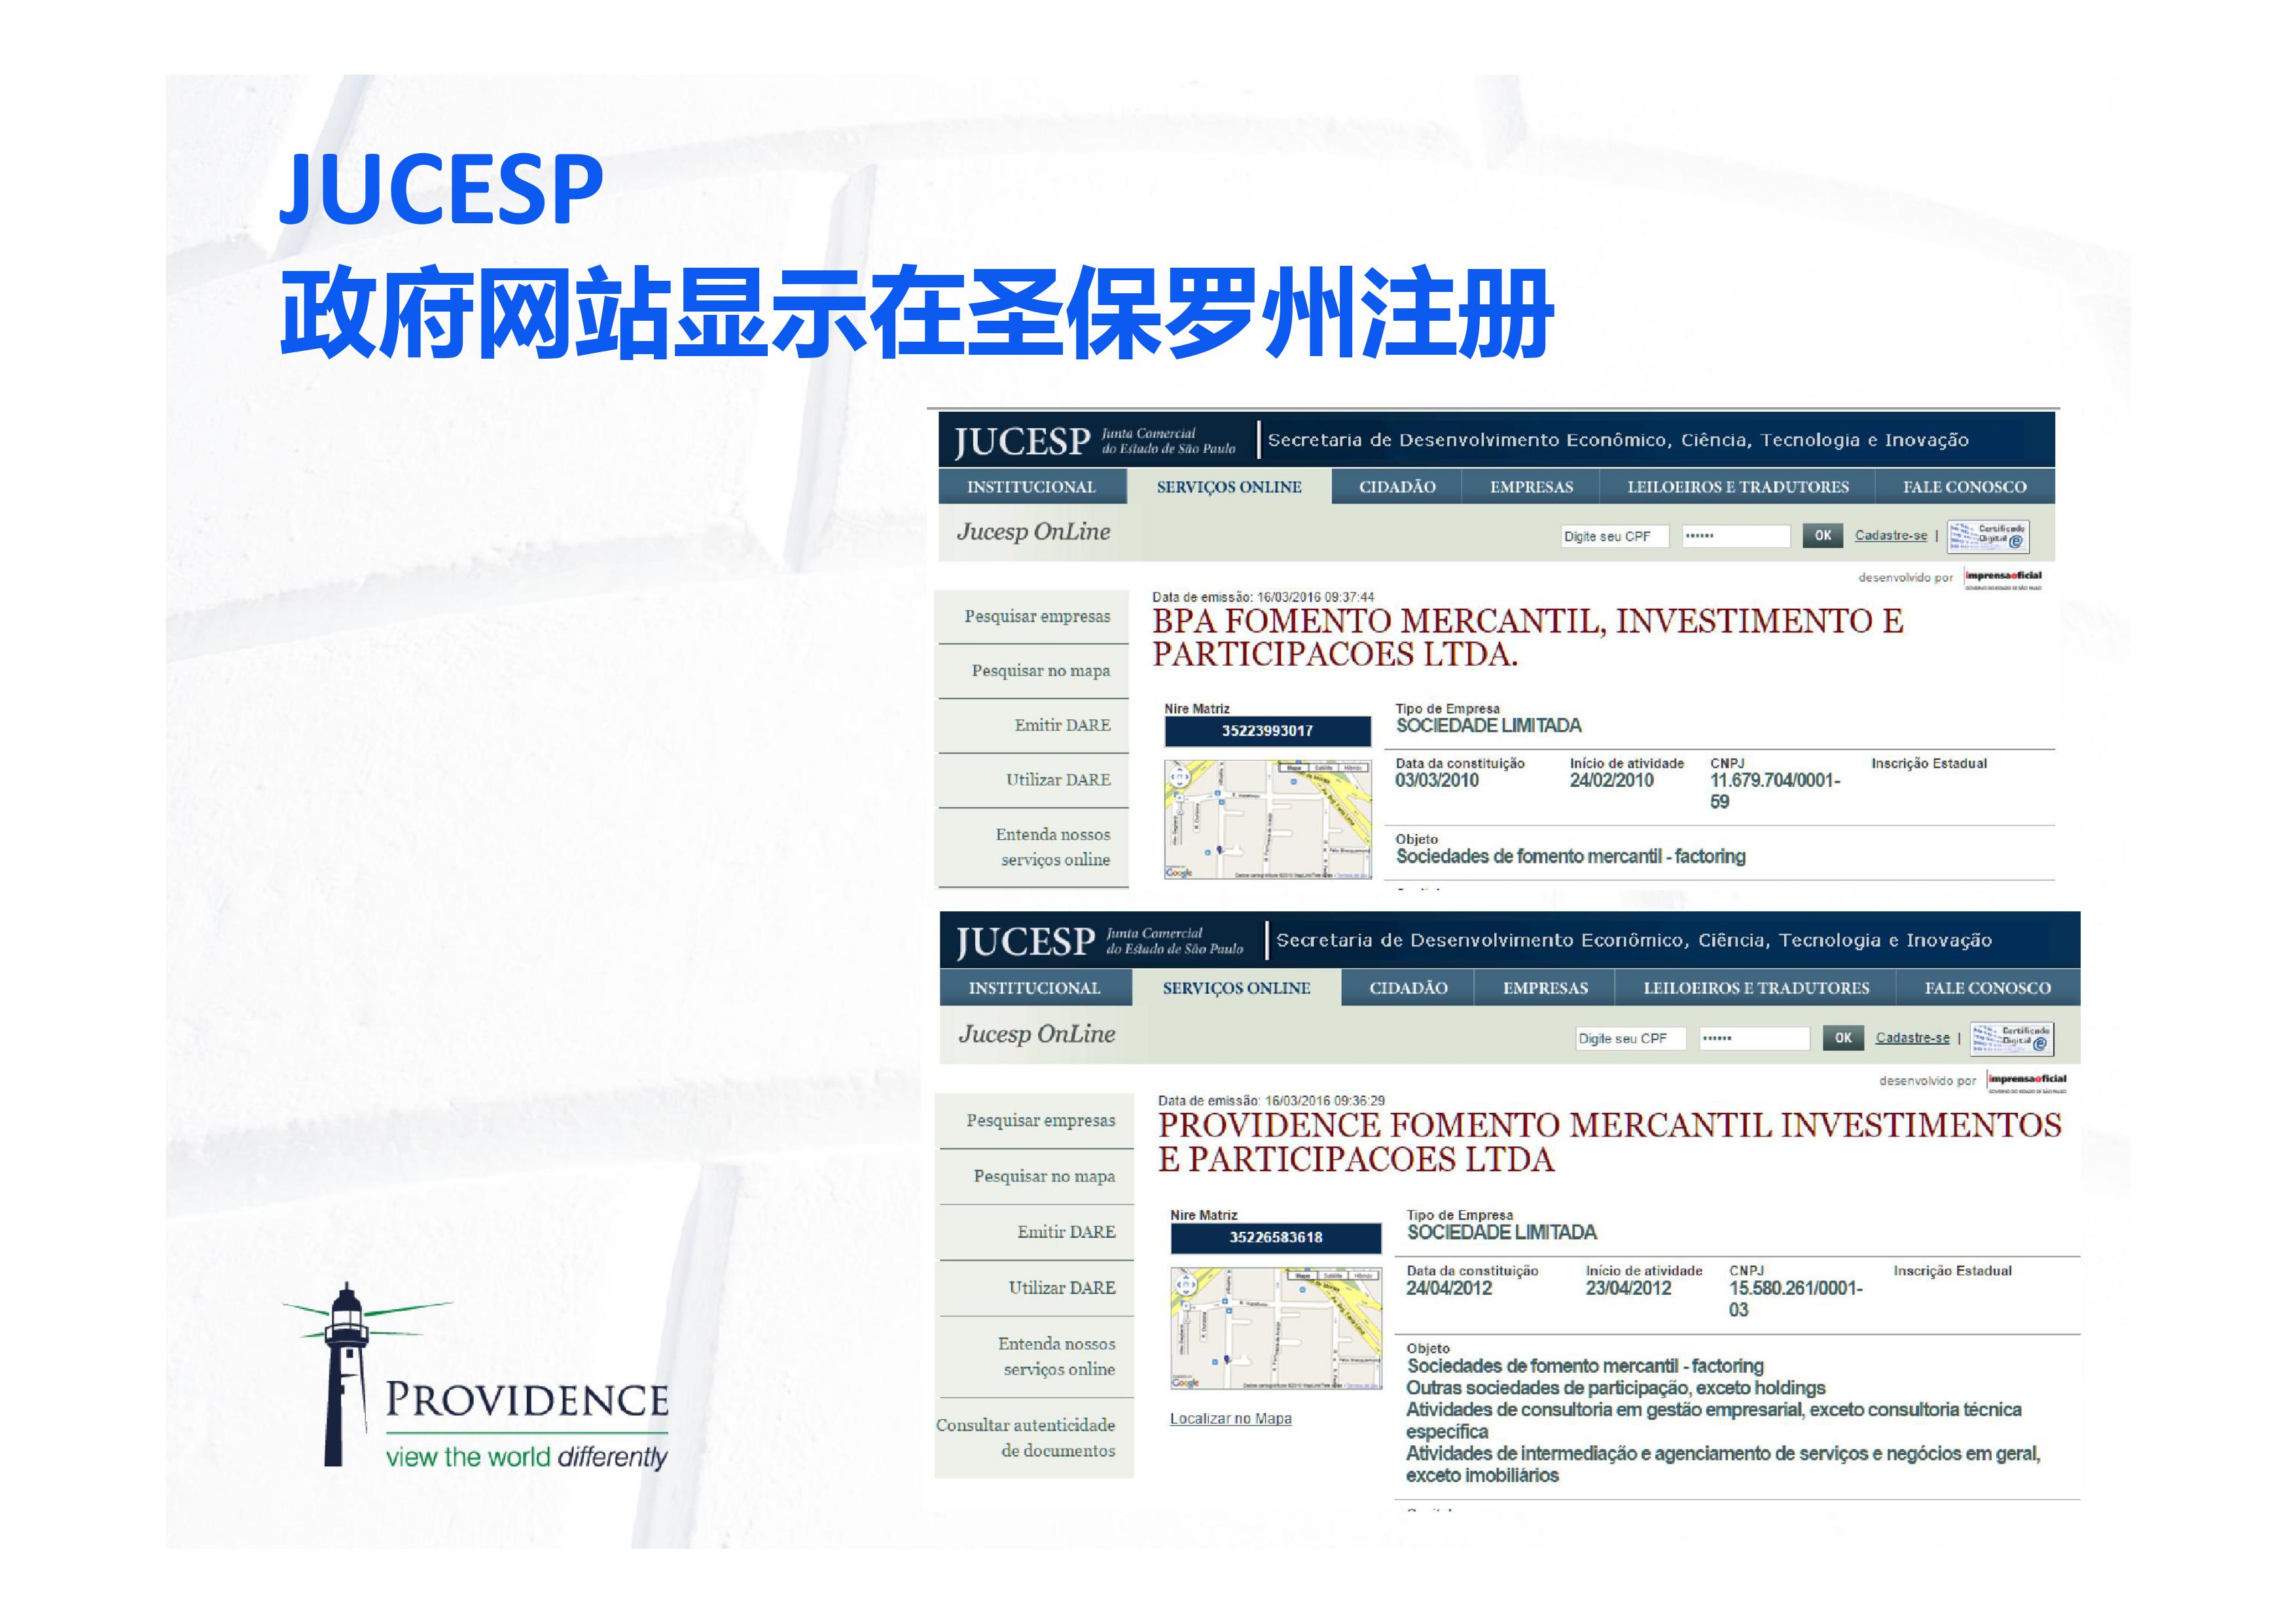 JUCESP
政府网站显示在圣保罗州注册
JUCESP Junta Comercial do Estado de São Paulo Secretaria de Desenvolvimento Econômico, Ciência, Tecnologia e Inovação
INSTITUCIONAL SERVIÇOS ONLINE CIDADÃO EMPRESAS LEILOEIROS E TRADUTORES FALE CONOSCO
Jucesp OnLine Digite seu CPF •••••• OK Cadastre-se | Certificado Digital
desenvolvido por imprensaoficial
Pesquisar empresas
Pesquisar no mapa
Emitir DARE
Utilizar DARE
Entenda nossos
serviços online
Data de emissão: 16/03/2016 09:37:44
BPA FOMENTO MERCANTIL, INVESTIMENTO E
PARTICIPACOES LTDA.
Nire Matriz
35223993017
Google
Tipo de Empresa
SOCIEDADE LIMITADA
Data da constituição Início de atividade CNPJ Inscrição Estadual
03/03/2010 24/02/2010 11.679.704/0001-
59
Objeto
Sociedades de fomento mercantil - factoring
JUCESP Junta Comercial do Estado de São Paulo Secretaria de Desenvolvimento Econômico, Ciência, Tecnologia e Inovação
INSTITUCIONAL SERVIÇOS ONLINE CIDADÃO EMPRESAS LEILOEIROS E TRADUTORES FALE CONOSCO
Jucesp OnLine Digite seu CPF •••••• OK Cadastre-se | Certificado Digital
desenvolvido por imprensaoficial
Pesquisar empresas
Pesquisar no mapa
Emitir DARE
Utilizar DARE
Entenda nossos
serviços online
Consultar autenticidade
de documentos
Data de emissão: 16/03/2016 09:36:29
PROVIDENCE FOMENTO MERCANTIL INVESTIMENTOS
E PARTICIPACOES LTDA
Nire Matriz
35226583618
Google
Localizar no Mapa
Tipo de Empresa
SOCIEDADE LIMITADA
Data da constituição Início de atividade CNPJ Inscrição Estadual
24/04/2012 23/04/2012 15.580.261/0001-
03
Objeto
Sociedades de fomento mercantil - factoring
Outras sociedades de participação, exceto holdings
Atividades de consultoria em gestão empresarial, exceto consultoria técnica
específica
Atividades de intermediação e agenciamento de serviços e negócios em geral,
exceto imobiliários
PROVIDENCE
view the world differently